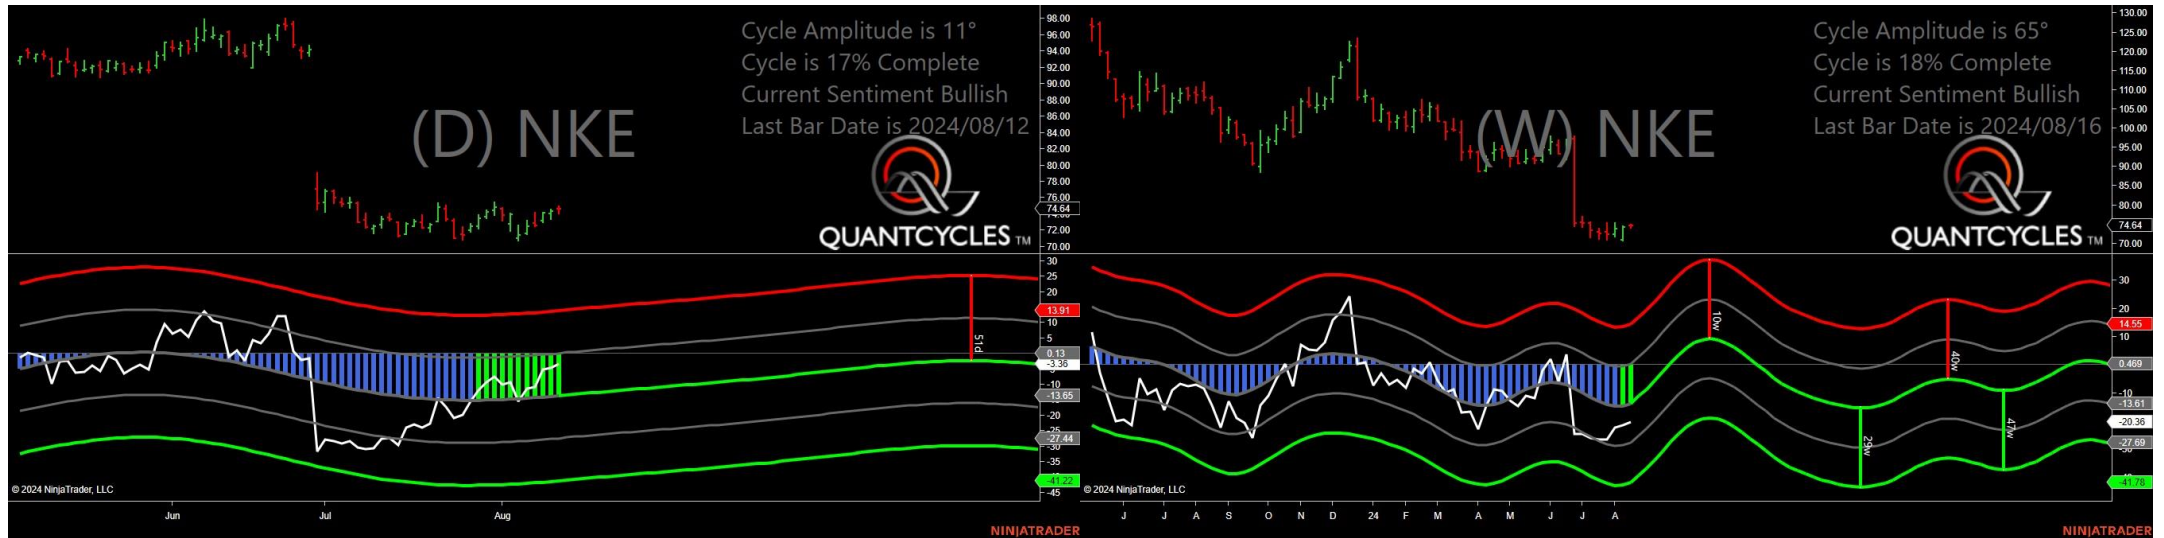 Cycle Amplitude is 11°
Cycle is 17% Complete
Current Sentiment Bullish
Last Bar Date is 2024/08/12
(D) NKE
QUANTCYCLES TM
98.00
96.00
94.00
92.00
90.00
88.00
86.00
84.00
82.00
80.00
78.00
76.00
74.64
72.00
70.00
30
25
20
13.91
10
5
0.13
-3.36
-10
-13.65
-20
-27.44
-30
-35
-41.22
-45
51d
© 2024 NinjaTrader, LLC
Jun
Jul
Aug
NINJATRADER
Cycle Amplitude is 65°
Cycle is 18% Complete
Current Sentiment Bullish
Last Bar Date is 2024/08/16
(W) NKE
QUANTCYCLES TM
130.00
125.00
120.00
115.00
110.00
105.00
100.00
95.00
90.00
85.00
80.00
74.64
70.00
30
20
14.55
0.469
-10
-13.61
-20.36
-27.69
-30
-41.78
10w
40w
29w
47w
© 2024 NinjaTrader, LLC
J
J
A
S
O
N
D
24
F
M
A
M
J
J
A
NINJATRADER